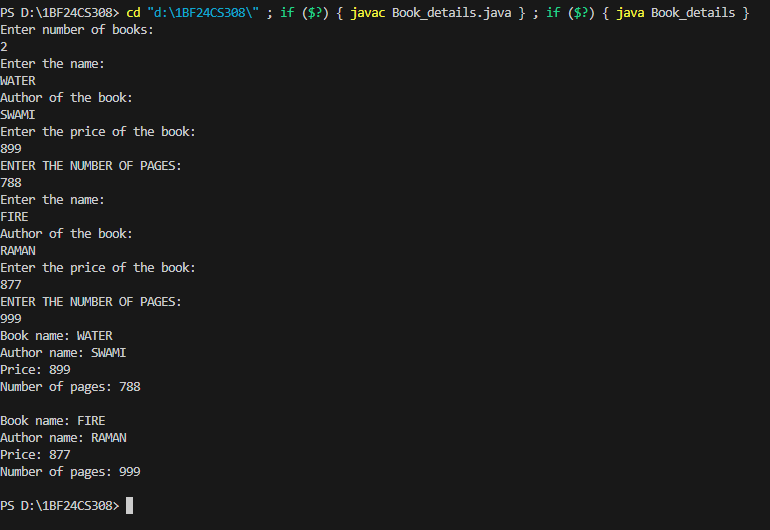 PS D:\1BF24CS308> cd "d:\1BF24CS308\" ; if ($?) { javac Book_details.java } ; if ($?) { java Book_details }
Enter number of books:
2
Enter the name:
WATER
Author of the book:
SWAMI
Enter the price of the book:
899
ENTER THE NUMBER OF PAGES:
788
Enter the name:
FIRE
Author of the book:
RAMAN
Enter the price of the book:
877
ENTER THE NUMBER OF PAGES:
999
Book name: WATER
Author name: SWAMI
Price: 899
Number of pages: 788

Book name: FIRE
Author name: RAMAN
Price: 877
Number of pages: 999

PS D:\1BF24CS308>